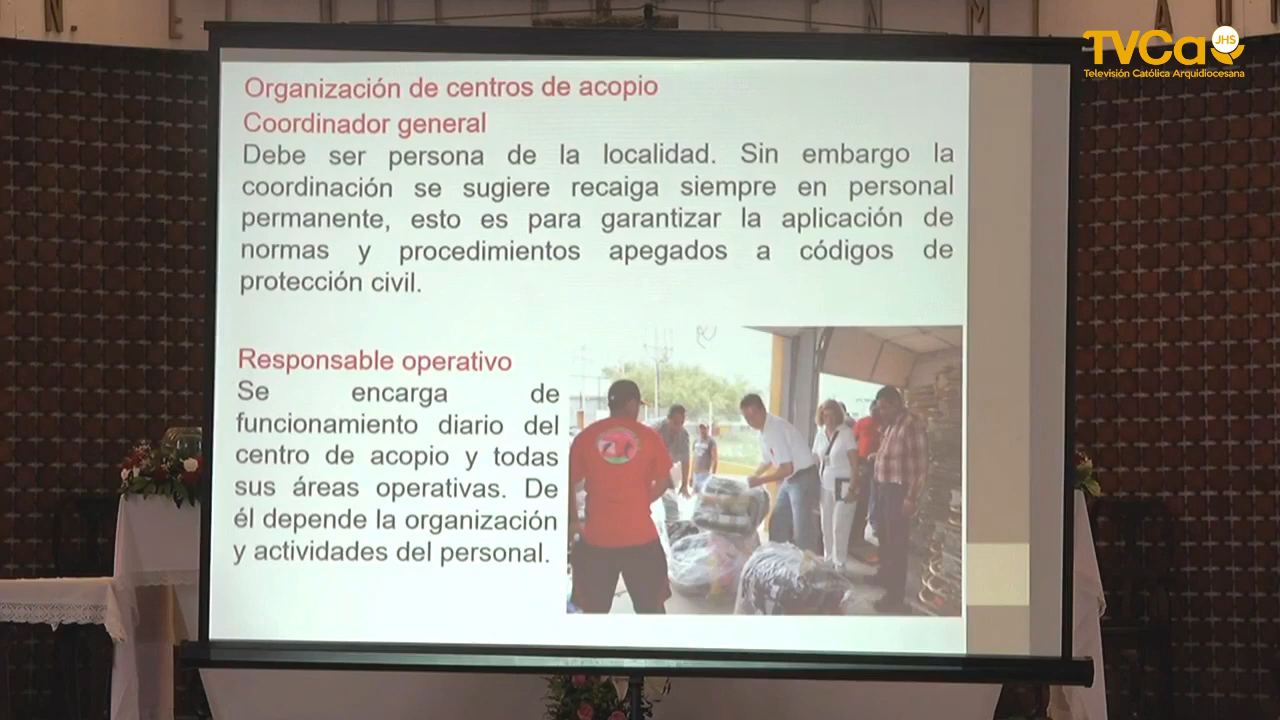 TVCa
JHS
Televisión Católica Arquidiocesana
Organización de centros de acopio
Coordinador general
Debe ser persona de la localidad. Sin embargo la
coordinación se sugiere recaiga siempre en personal
permanente, esto es para garantizar la aplicación de
normas y procedimientos apegados a códigos de
protección civil.
Responsable operativo
Se encarga de
funcionamiento diario del
centro de acopio y todas
sus áreas operativas. De
él depende la organización
y actividades del personal.